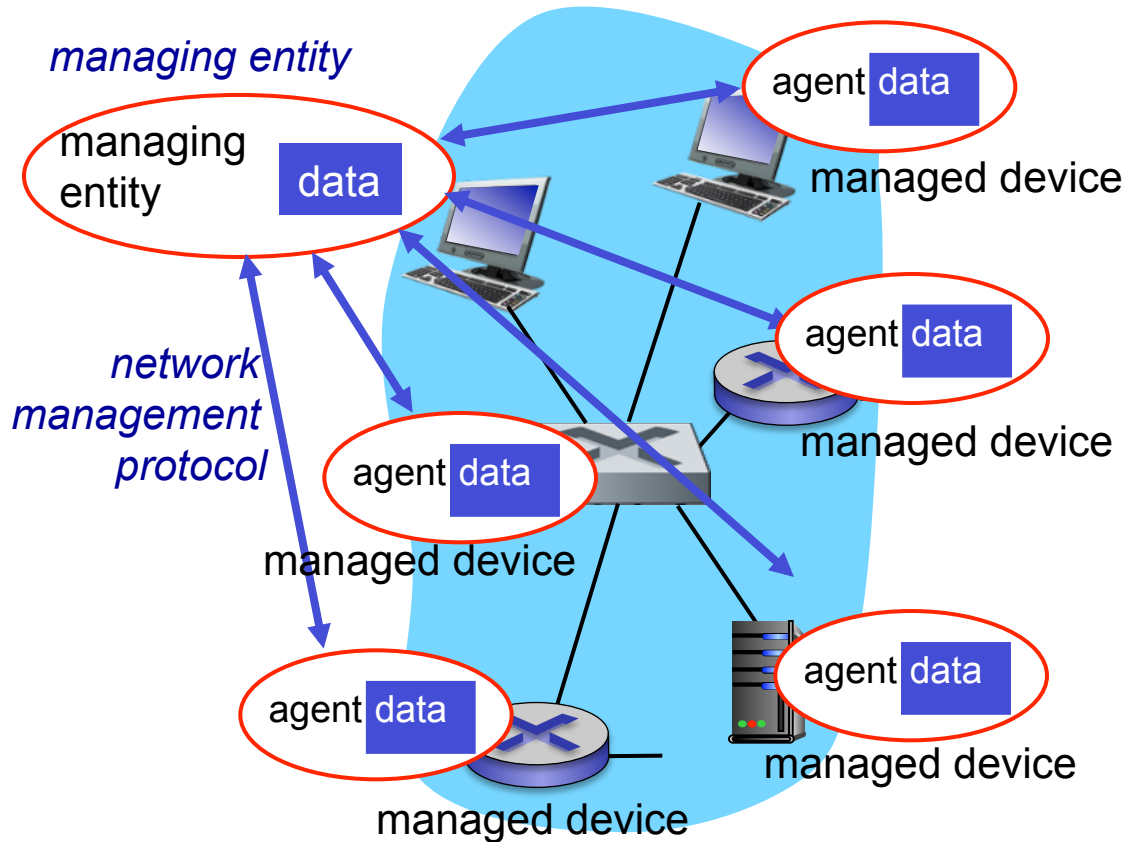 managing entity
managing
entity
data
agent data
managed device
agent data
managed device
network
management
protocol
agent data
managed device
agent data
managed device
agent data
managed device